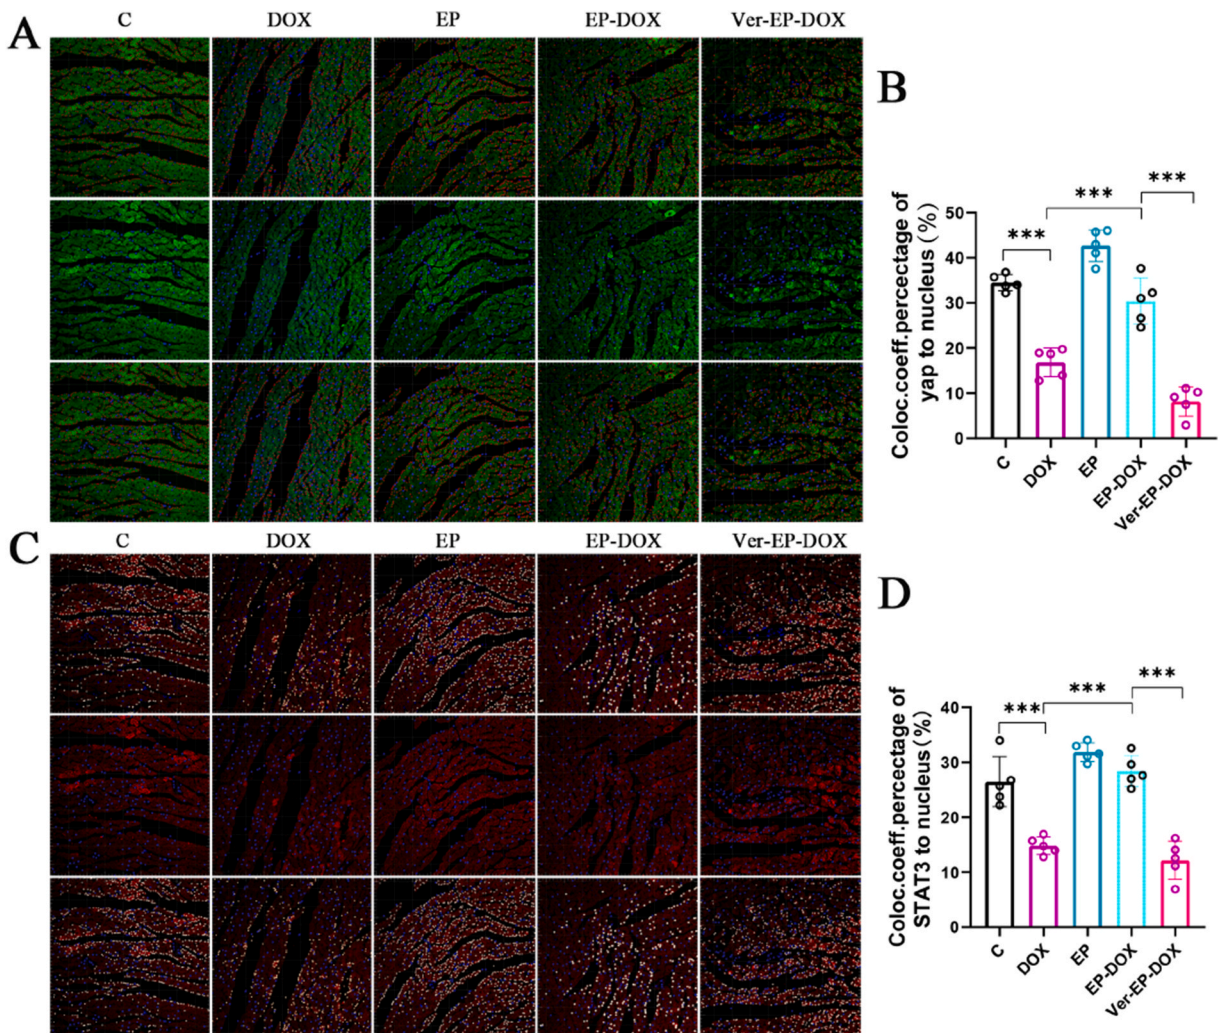 A
C DOX EP EP-DOX Ver-EP-DOX
B
Coloc.coeff.percectage of
yap to nucleus (%)
50
40
30
20
10
0
*** *** ***
C DOX EP EP-DOX Ver-EP-DOX
C
C DOX EP EP-DOX Ver-EP-DOX
D
Coloc.coeff.percectage of
STAT3 to nucleus (%)
40
30
20
10
0
*** *** ***
C DOX EP EP-DOX Ver-EP-DOX